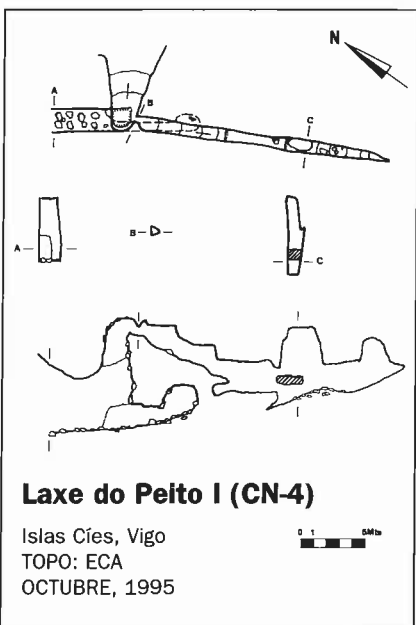 N
A
B
C
A
B
C
Laxe do Peito I (CN-4)
Islas Cíes, Vigo
TOPO: ECA
OCTUBRE, 1995
0 1 5Mts